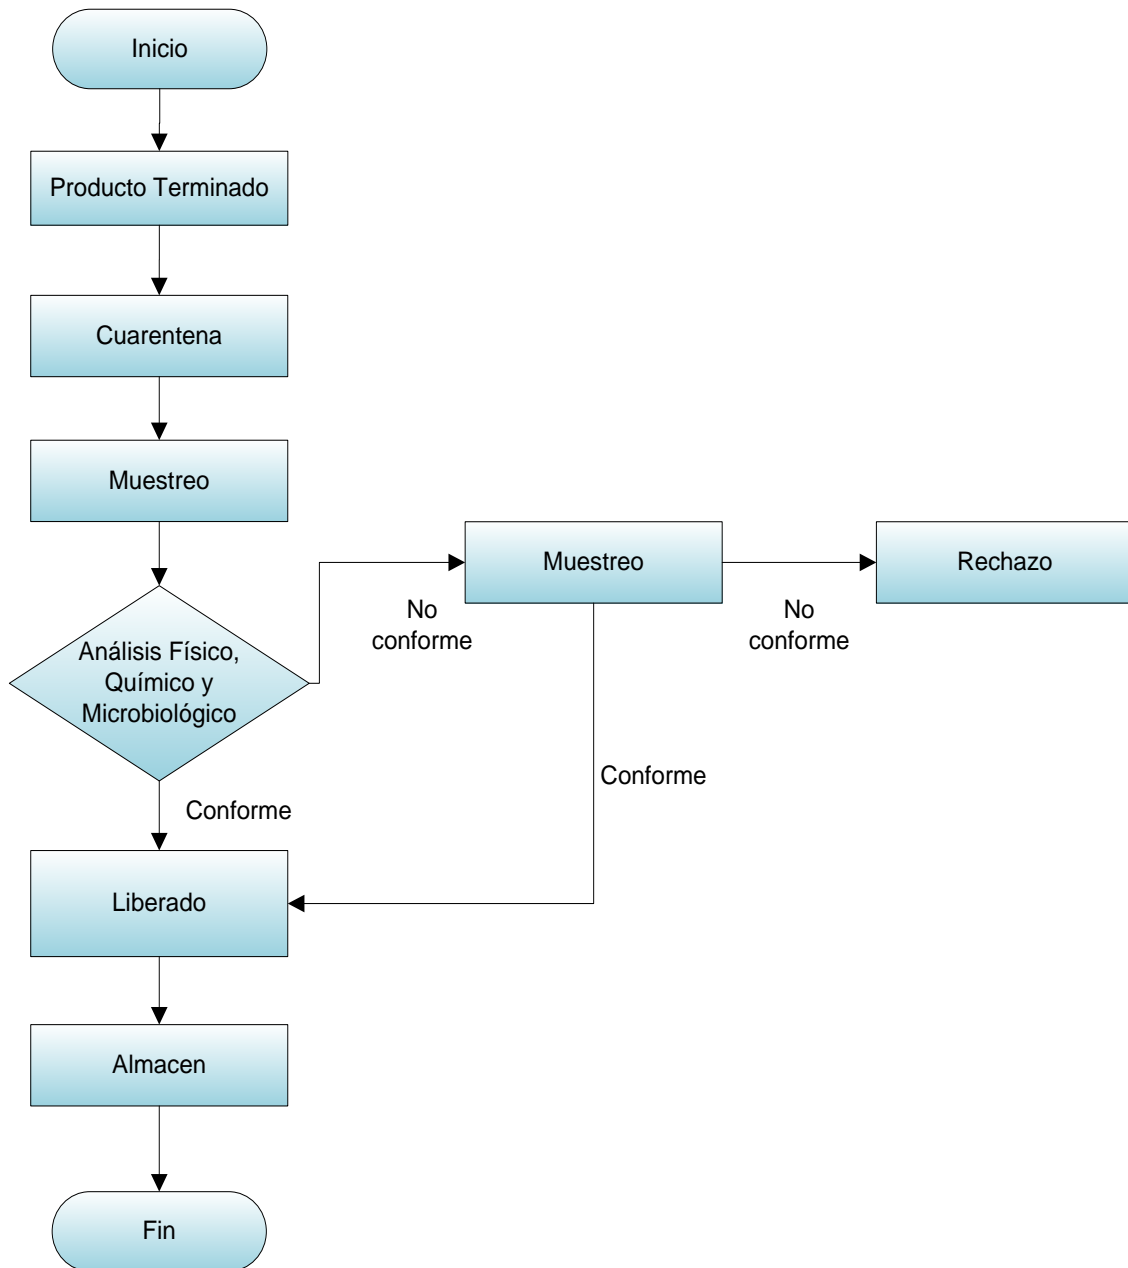 Inicio
Producto Terminado
Cuarentena
Muestreo
Muestreo
Rechazo
No
conforme
No
conforme
Análisis Físico,
Químico y
Microbiológico
Conforme
Conforme
Liberado
Almacen
Fin